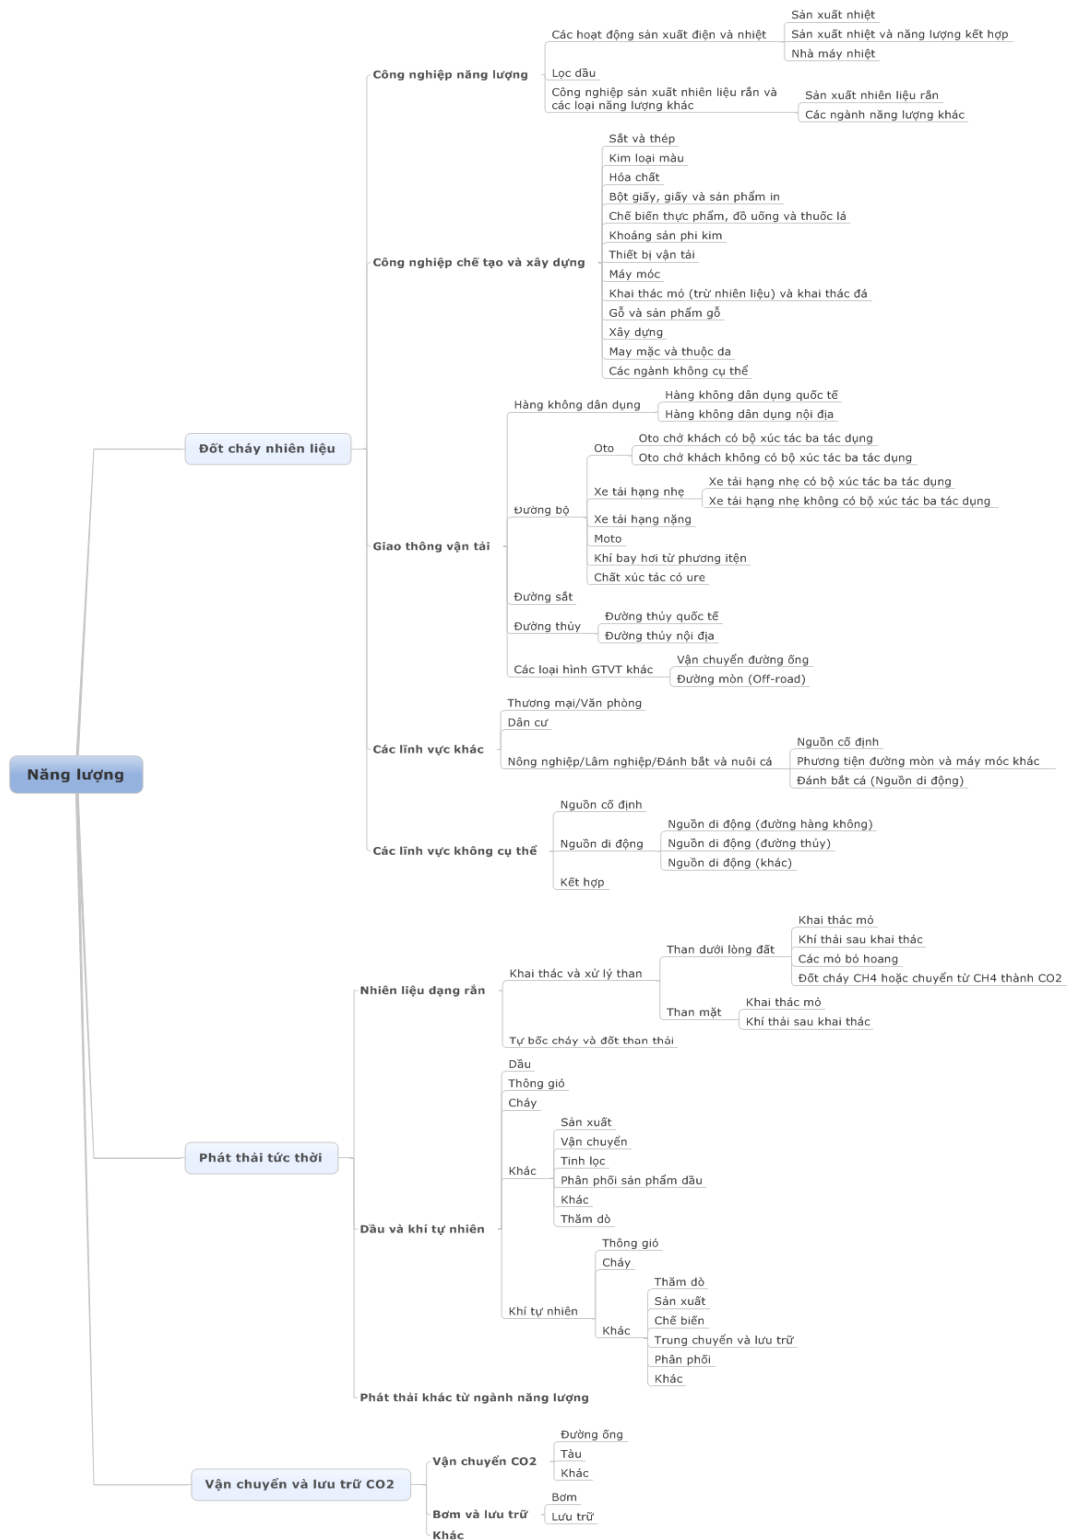 Năng lượng
Đốt cháy nhiên liệu
Công nghiệp năng lượng
Các hoạt động sản xuất điện và nhiệt
Sản xuất nhiệt
Sản xuất nhiệt và năng lượng kết hợp
Nhà máy nhiệt
Lọc dầu
Công nghiệp sản xuất nhiên liệu rắn và
các loại năng lượng khác
Sản xuất nhiên liệu rắn
Các ngành năng lượng khác
Công nghiệp chế tạo và xây dựng
Sắt và thép
Kim loại màu
Hóa chất
Bột giấy, giấy và sản phẩm in
Chế biến thực phẩm, đồ uống và thuốc lá
Khoáng sản phi kim
Thiết bị vận tải
Máy móc
Khai thác mỏ (trừ nhiên liệu) và khai thác đá
Gỗ và sản phẩm gỗ
Xây dựng
May mặc và thuộc da
Các ngành không cụ thể
Giao thông vận tải
Hàng không dân dụng
Hàng không dân dụng quốc tế
Hàng không dân dụng nội địa
Đường bộ
Oto
Oto chở khách có bộ xúc tác ba tác dụng
Oto chở khách không có bộ xúc tác ba tác dụng
Xe tải hạng nhẹ
Xe tải hạng nhẹ có bộ xúc tác ba tác dụng
Xe tải hạng nhẹ không có bộ xúc tác ba tác dụng
Xe tải hạng nặng
Moto
Khí bay hơi từ phương itện
Chất xúc tác có ure
Đường sắt
Đường thủy
Đường thủy quốc tế
Đường thủy nội địa
Các loại hình GTVT khác
Vận chuyển đường ống
Đường mòn (Off-road)
Các lĩnh vực khác
Thương mại/Văn phòng
Dân cư
Nông nghiệp/Lâm nghiệp/Đánh bắt và nuôi cá
Nguồn cố định
Phương tiện đường mòn và máy móc khác
Đánh bắt cá (Nguồn di động)
Các lĩnh vực không cụ thể
Nguồn cố định
Nguồn di động
Nguồn di động (đường hàng không)
Nguồn di động (đường thủy)
Nguồn di động (khác)
Kết hợp
Phát thải tức thời
Nhiên liệu dạng rắn
Khai thác và xử lý than
Than dưới lòng đất
Khai thác mỏ
Khí thải sau khai thác
Các mỏ bỏ hoang
Đốt cháy CH4 hoặc chuyển từ CH4 thành CO2
Than mặt
Khai thác mỏ
Khí thải sau khai thác
Tự bốc cháy và đốt than thải
Dầu và khí tự nhiên
Dầu
Thông gió
Cháy
Khác
Sản xuất
Vận chuyển
Tinh lọc
Phân phối sản phẩm dầu
Khác
Thăm dò
Khí tự nhiên
Thông gió
Cháy
Khác
Thăm dò
Sản xuất
Chế biến
Trung chuyển và lưu trữ
Phân phối
Khác
Phát thải khác từ ngành năng lượng
Vận chuyển và lưu trữ CO2
Vận chuyển CO2
Đường ống
Tàu
Khác
Bơm và lưu trữ
Bơm
Lưu trữ
Khác